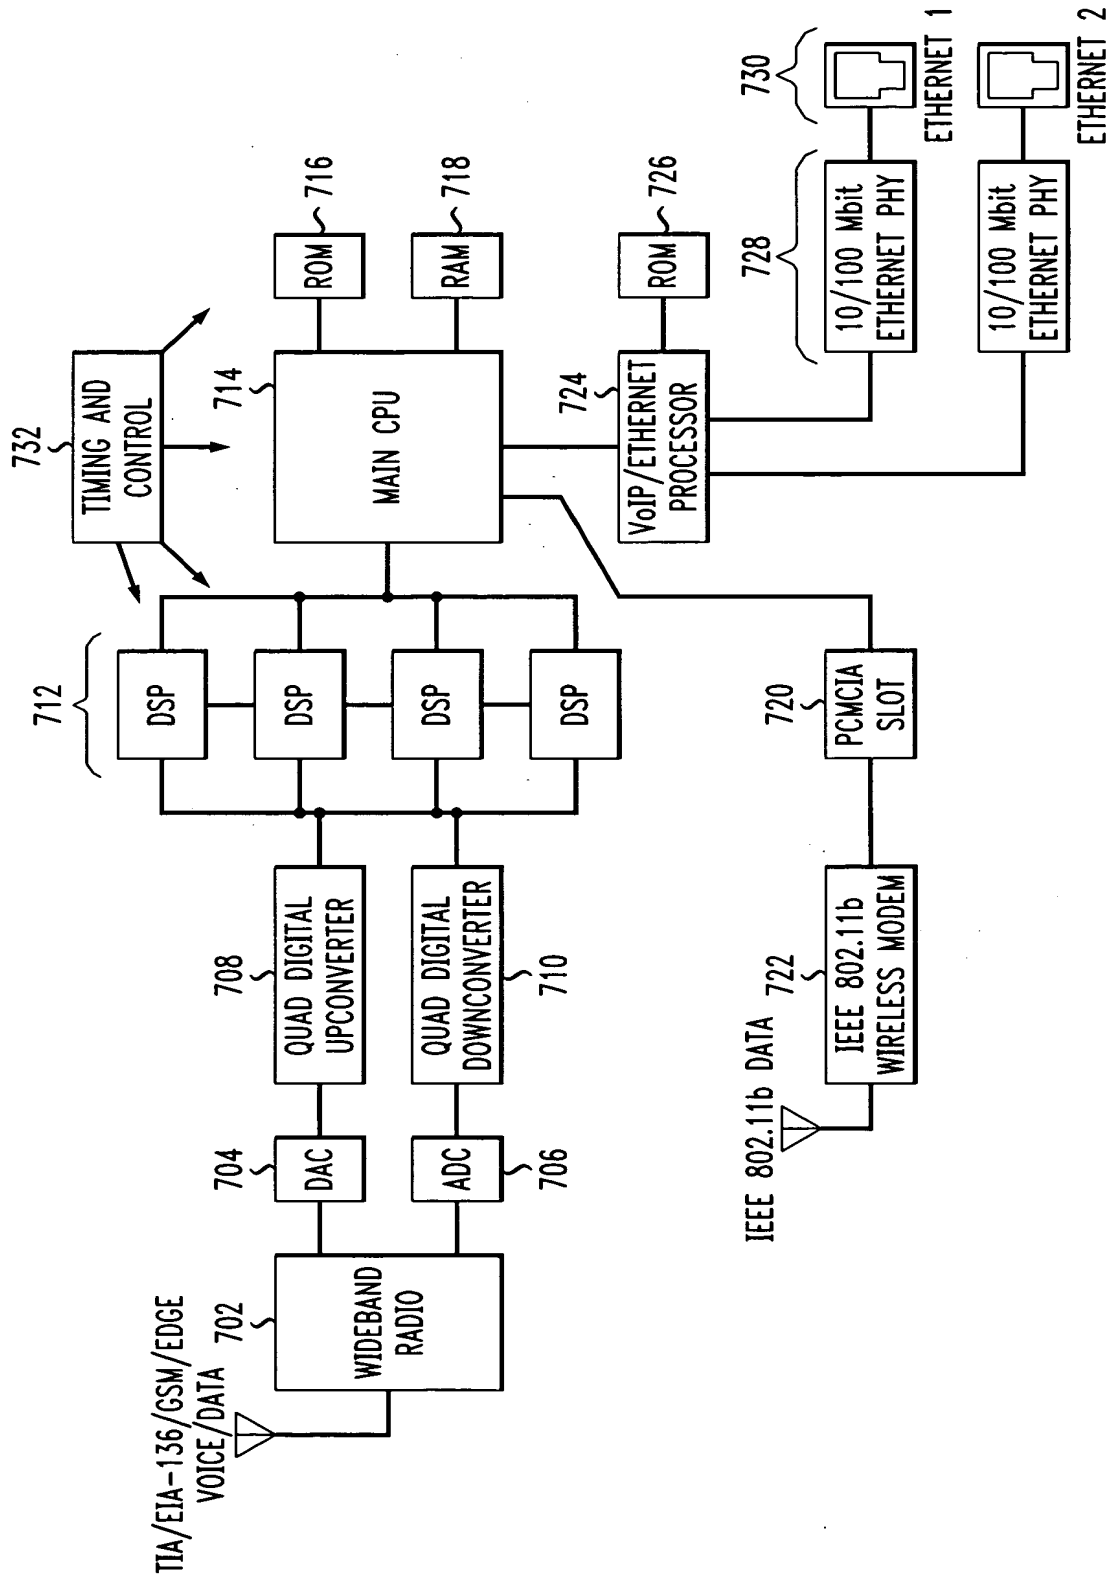 TIA/EIA-136/GSM/EDGE
VOICE/DATA
702
WIDEBAND
RADIO
704
DAC
ADC
706
708
QUAD DIGITAL
UPCONVERTER
QUAD DIGITAL
DOWNCONVERTER
710
712
DSP
DSP
DSP
DSP
732
TIMING AND
CONTROL
714
MAIN CPU
ROM
716
RAM
718
724
VoIP/ETHERNET
PROCESSOR
ROM
726
IEEE 802.11b DATA
722
IEEE 802.11b
WIRELESS MODEM
720
PCMCIA
SLOT
728
10/100 Mbit
ETHERNET PHY
10/100 Mbit
ETHERNET PHY
730
ETHERNET 1
ETHERNET 2